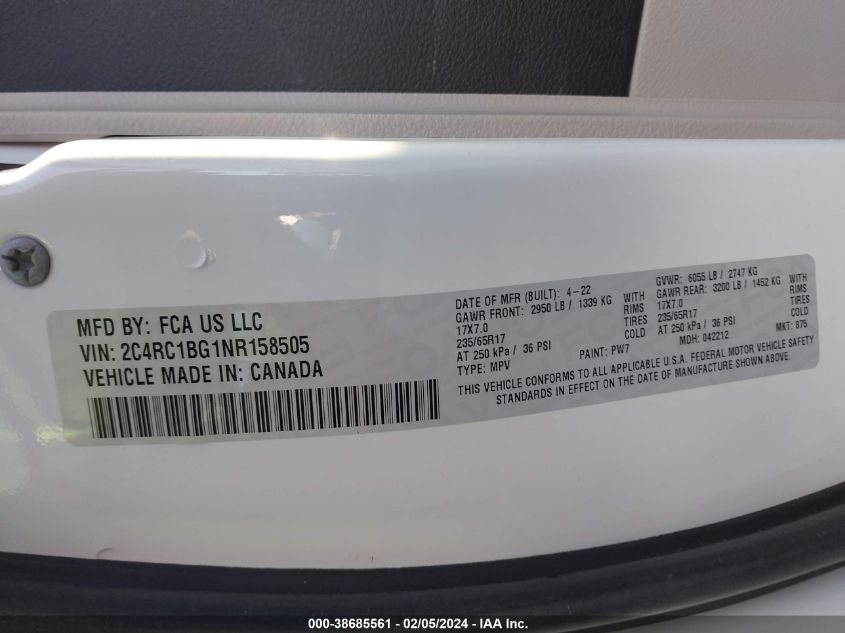 MFD BY: FCA US LLC
VIN: 2C4RC1BG1NR158505
VEHICLE MADE IN: CANADA
DATE OF MFR (BUILT): 4-22 GVWR: 6055 LB / 2747 KG
GAWR FRONT: 2950 LB / 1339 KG WITH GAWR REAR: 3200 LB / 1452 KG WITH
17X7.0 RIMS 17X7.0 RIMS
235/65R17 TIRES 235/65R17 TIRES
AT 250 kPa / 36 PSI COLD AT 250 kPa / 36 PSI COLD
TYPE: MPV PAINT: PW7 MDH: 042212 MKT: 875
THIS VEHICLE CONFORMS TO ALL APPLICABLE U.S.A. FEDERAL MOTOR VEHICLE SAFETY
STANDARDS IN EFFECT ON THE DATE OF MANUFACTURE SHOWN ABOVE.
000-38685561 - 02/05/2024 - IAA Inc.